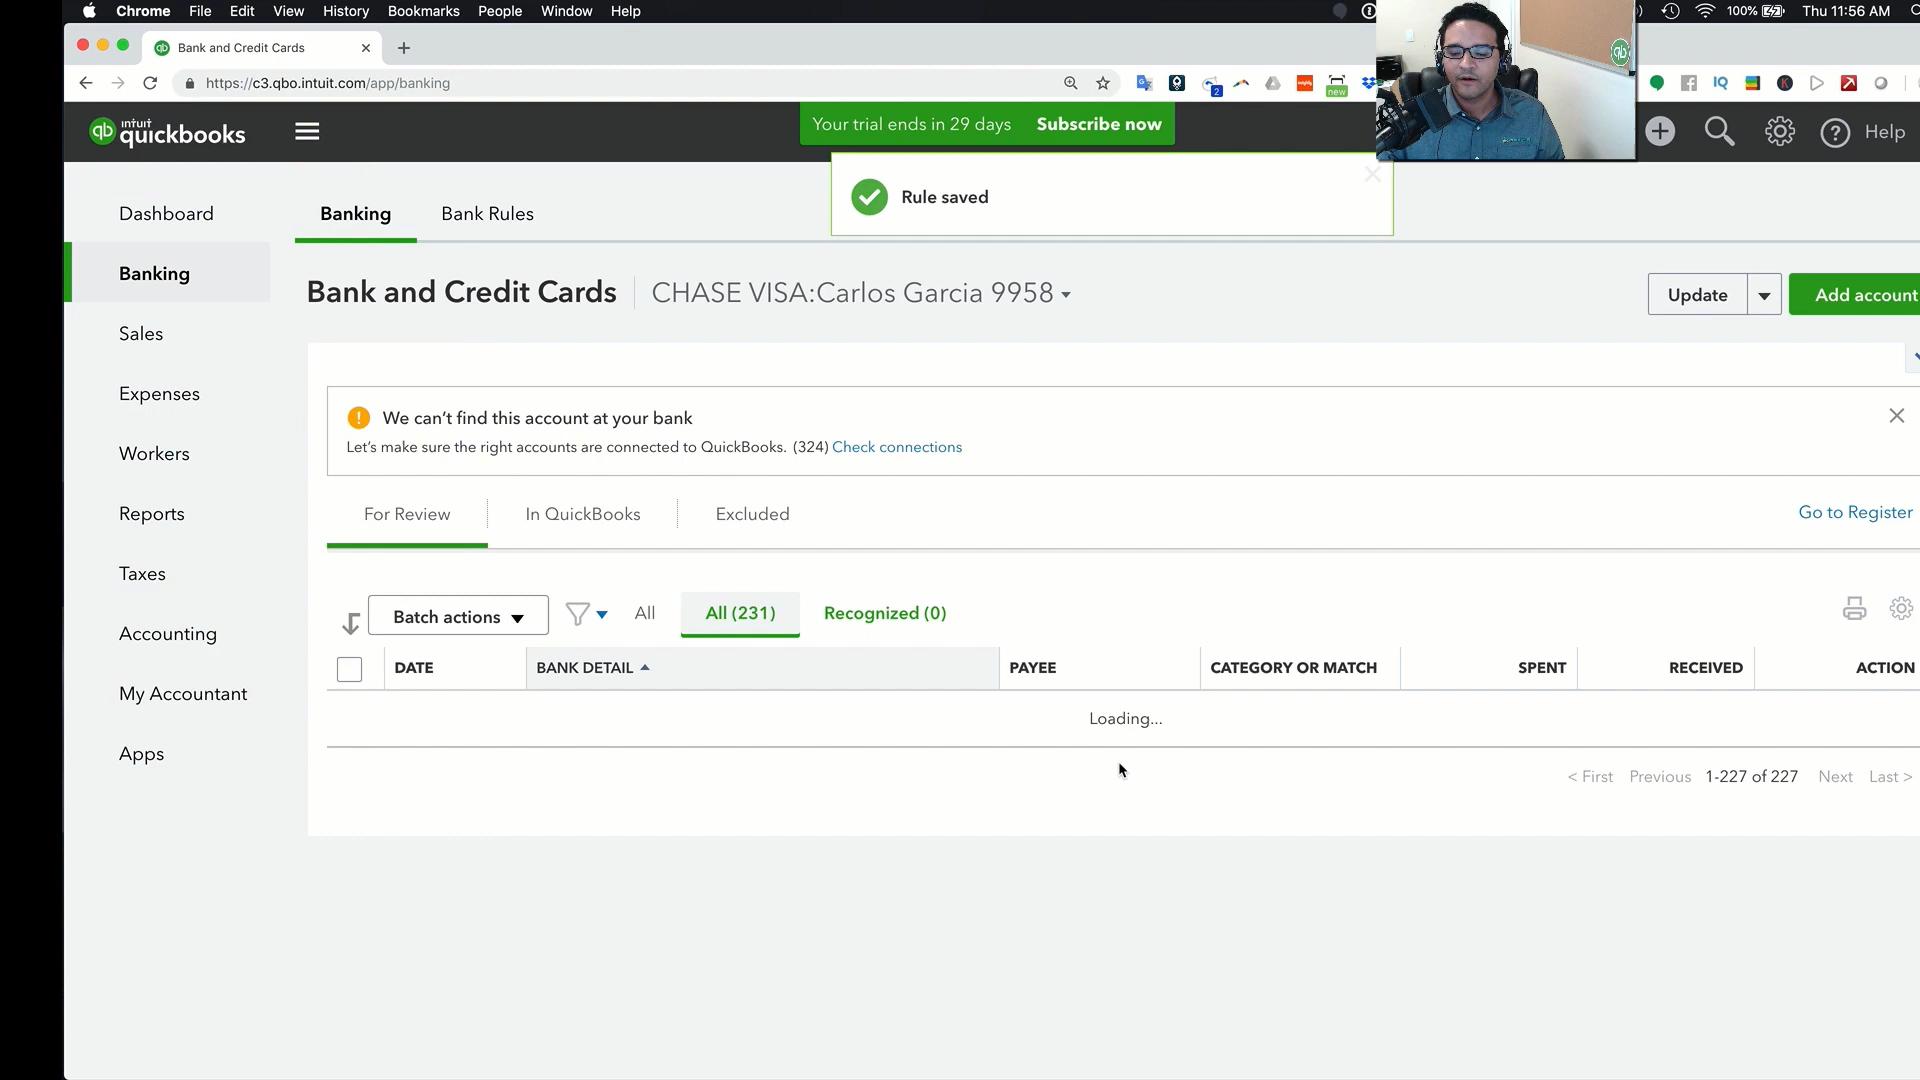 Chrome File Edit View History Bookmarks People Window Help
100% Thu 11:56 AM
Bank and Credit Cards
https://c3.qbo.intuit.com/app/banking
2
new
IQ
K
intuit
quickbooks
Your trial ends in 29 days Subscribe now
Help
Rule saved
Dashboard
Banking
Sales
Expenses
Workers
Reports
Taxes
Accounting
My Accountant
Apps
Banking Bank Rules
Bank and Credit Cards CHASE VISA:Carlos Garcia 9958
Update Add account
We can't find this account at your bank
Let's make sure the right accounts are connected to QuickBooks. (324) Check connections
For Review In QuickBooks Excluded Go to Register
Batch actions All All (231) Recognized (0)
DATE BANK DETAIL PAYEE CATEGORY OR MATCH SPENT RECEIVED ACTION
Loading...
< First Previous 1-227 of 227 Next Last >